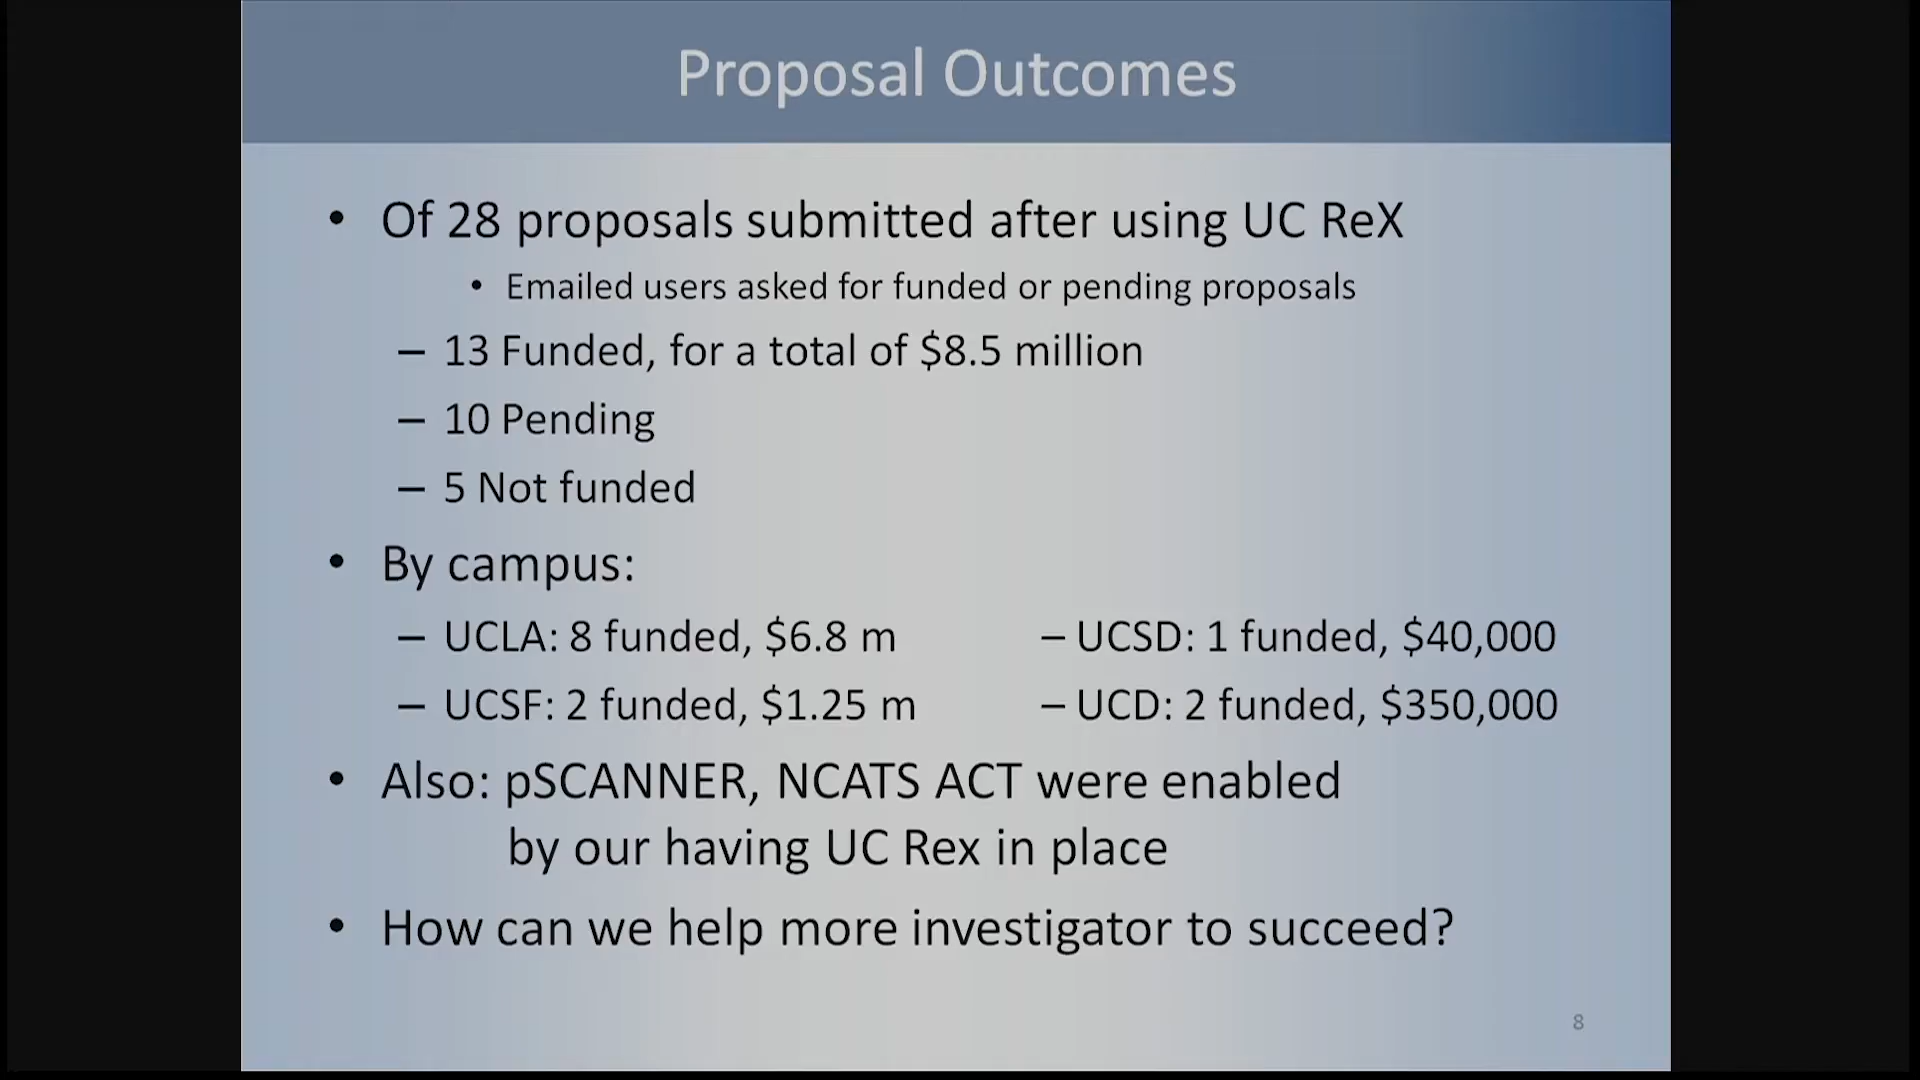 Proposal Outcomes
• Of 28 proposals submitted after using UC ReX
• Emailed users asked for funded or pending proposals
– 13 Funded, for a total of $8.5 million
– 10 Pending
– 5 Not funded
• By campus:
– UCLA: 8 funded, $6.8 m
– UCSD: 1 funded, $40,000
– UCSF: 2 funded, $1.25 m
– UCD: 2 funded, $350,000
• Also: pSCANNER, NCATS ACT were enabled
by our having UC Rex in place
• How can we help more investigator to succeed?
8